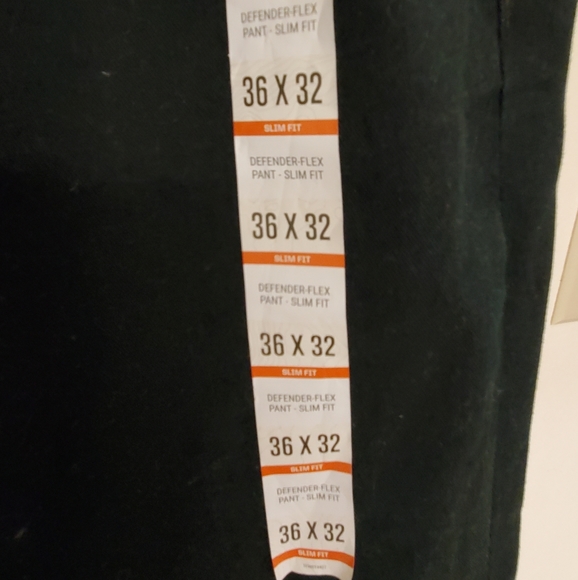 DEFENDER-FLEX
PANT - SLIM FIT
36 X 32
SLIM FIT
DEFENDER-FLEX
PANT - SLIM FIT
36 X 32
SLIM FIT
DEFENDER-FLEX
PANT - SLIM FIT
36 X 32
SLIM FIT
DEFENDER-FLEX
PANT - SLIM FIT
36 X 32
SLIM FIT
DEFENDER-FLEX
PANT - SLIM FIT
36 X 32
SLIM FIT